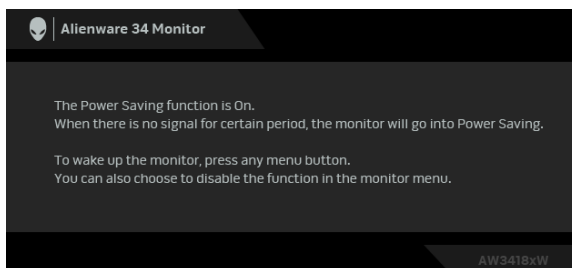 Alienware 34 Monitor
The Power Saving function is On.
When there is no signal for certain period, the monitor will go into Power Saving.
To wake up the monitor, press any menu button.
You can also choose to disable the function in the monitor menu.
AW3418xW